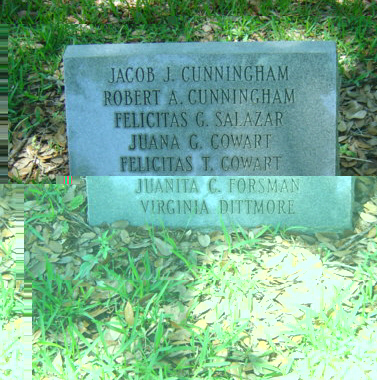 JACOB J. CUNNINGHAM
ROBERT A. CUNNINGHAM
FELICITAS G. SALAZAR
JUANA G. COWART
FELICITAS T. COWART
JUANITA C. FORSMAN
VIRGINIA DITTMORE